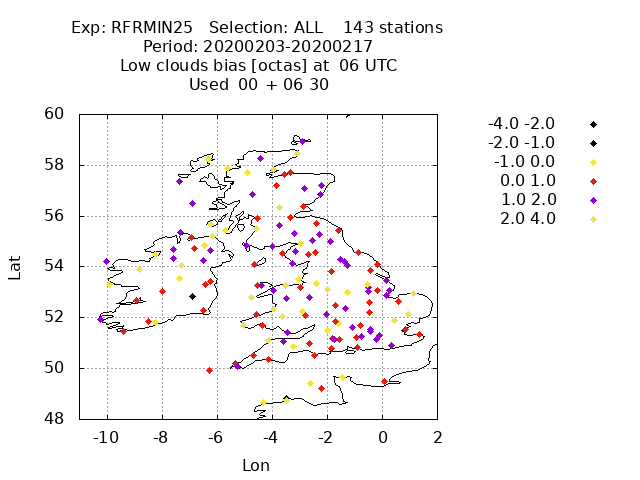 Exp: RFRMIN25 Selection: ALL 143 stations
Period: 20200203-20200217
Low clouds bias [octas] at 06 UTC
Used 00 + 06 30
60
58
56
54
52
50
48
-10 -8 -6 -4 -2 0 2
Lat
Lon
-4.0 -2.0
-2.0 -1.0
-1.0 0.0
0.0 1.0
1.0 2.0
2.0 4.0